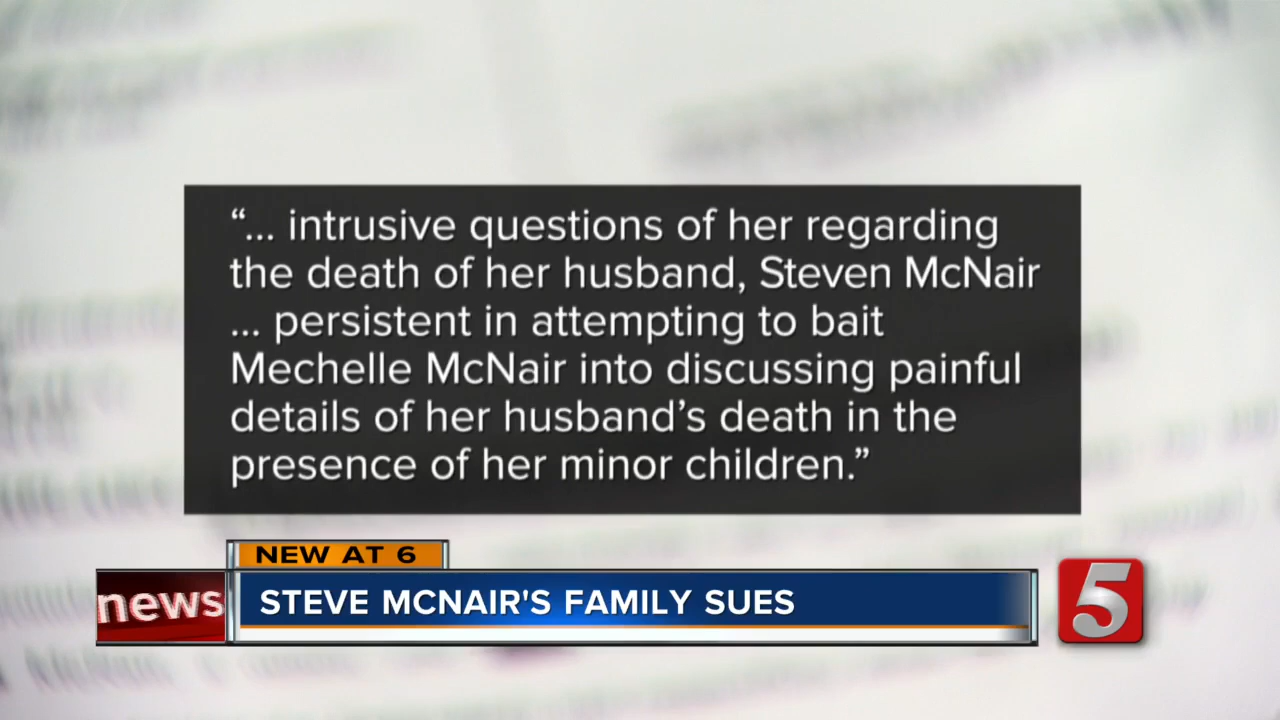 “... intrusive questions of her regarding
the death of her husband, Steven McNair
... persistent in attempting to bait
Mechelle McNair into discussing painful
details of her husband’s death in the
presence of her minor children.”
NEW AT 6
news
STEVE MCNAIR'S FAMILY SUES
5